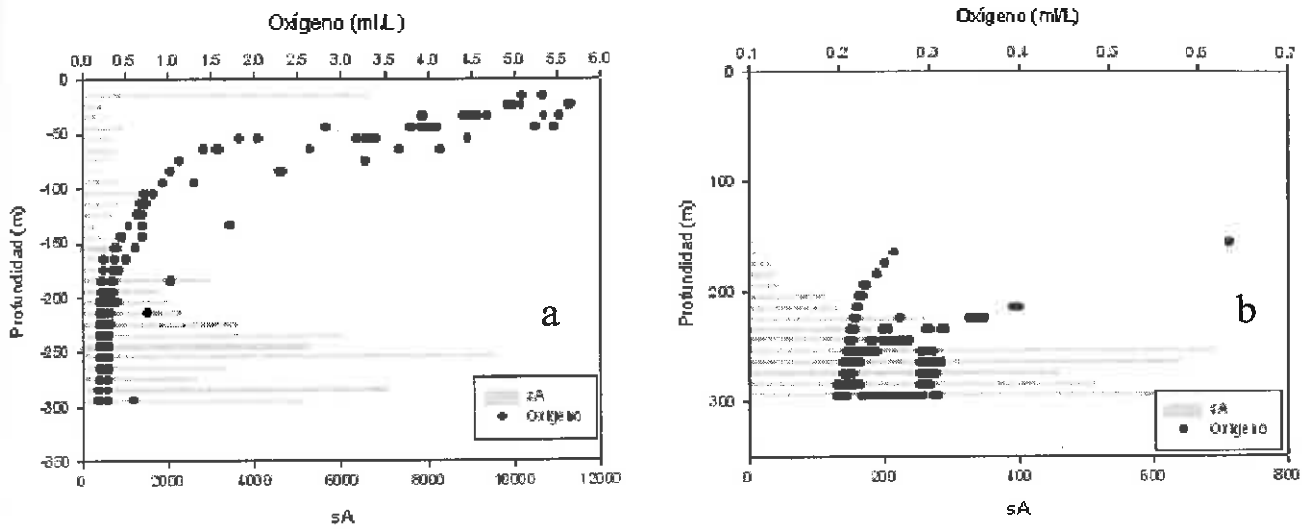 Oxígeno (ml/L)
0.0 0.5 1.0 1.5 2.0 2.5 3.0 3.5 4.0 4.5 5.0 5.5 6.0
0
-50
-100
-150
-200
-250
-300
-350
Profundidad (m)
a
sA
Oxígeno
0 2000 4000 6000 8000 10000 12000
sA
Oxígeno (ml/L)
0.1 0.2 0.3 0.4 0.5 0.6 0.7
0
100
200
300
Profundidad (m)
b
sA
Oxígeno
0 200 400 600 800
sA